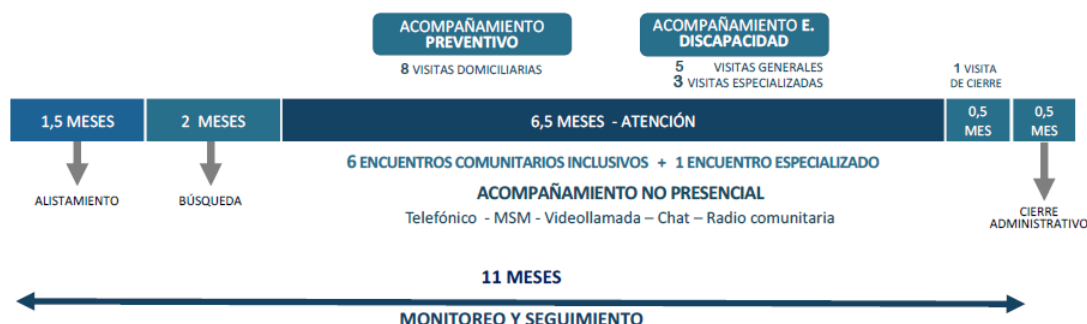 ACOMPAÑAMIENTO
PREVENTIVO
8 VISITAS DOMICILIARIAS
ACOMPAÑAMIENTO E.
DISCAPACIDAD
5 VISITAS GENERALES
3 VISITAS ESPECIALIZADAS
1 VISITA
DE CIERRE
1,5 MESES
2 MESES
6,5 MESES - ATENCIÓN
0,5
MES
0,5
MES
ALISTAMIENTO
BÚSQUEDA
6 ENCUENTROS COMUNITARIOS INCLUSIVOS + 1 ENCUENTRO ESPECIALIZADO
ACOMPAÑAMIENTO NO PRESENCIAL
Telefónico - MSM - Videollamada – Chat – Radio comunitaria
CIERRE
ADMINISTRATIVO
11 MESES
MONITOREO Y SEGUIMIENTO